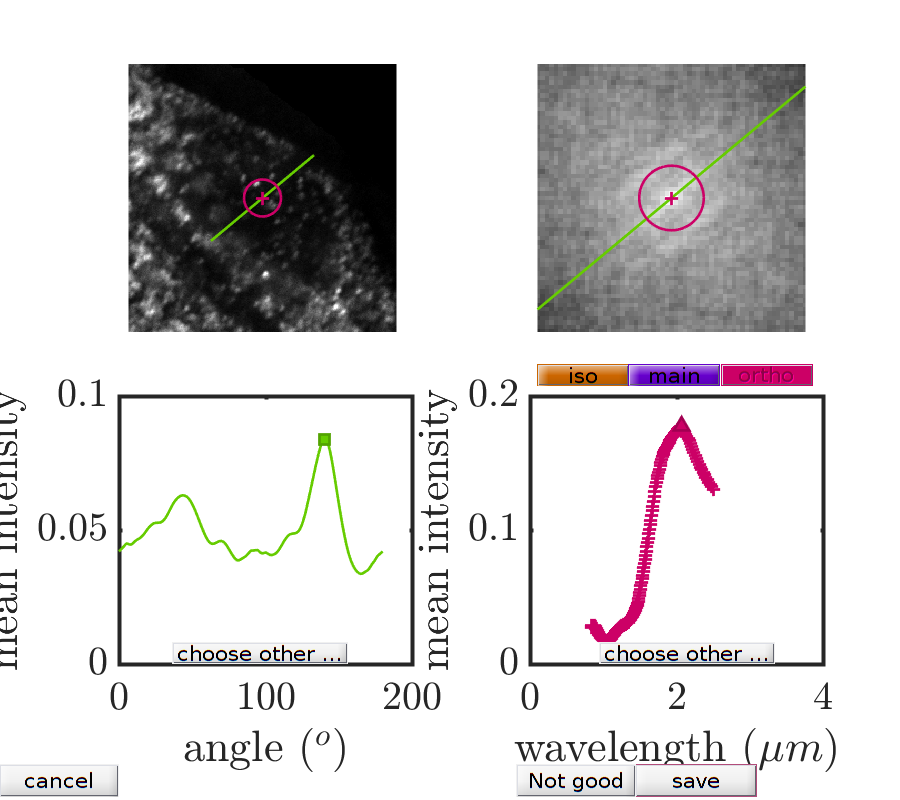 iso main ortho
0.1
0.05
0
mean intensity
0 100 200
angle (º)
choose other ...
0.2
0.1
0
mean intensity
0 2 4
wavelength (µm)
choose other ...
cancel
Not good
save